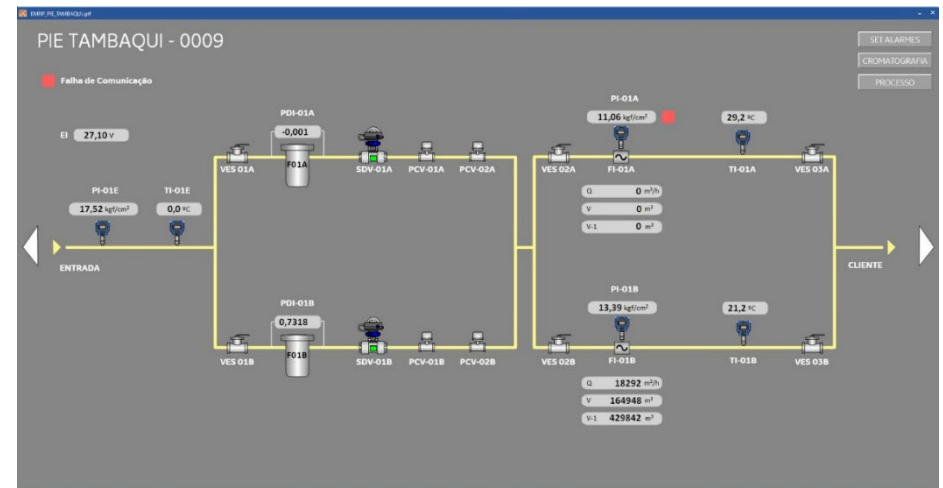 EMRP_PIE_TAMBAQUI.grf
PIE TAMBAQUI - 0009
SET ALARMES
CROMATOGRAFIA
PROCESSO
Falha de Comunicação
EI 27,10 V
PDI-01A
-0,001
F01A
VES 01A
SDV-01A
PCV-01A
PCV-02A
PI-01A
11,06 kgf/cm²
29,2 ºC
VES 02A
FI-01A
TI-01A
VES 03A
Q 0 m³/h
V 0 m³
V-1 0 m³
PI-01E
17,52 kgf/cm²
TI-01E
0,0 ºC
ENTRADA
CLIENTE
PDI-01B
0,7318
F01B
VES 01B
SDV-01B
PCV-01B
PCV-02B
PI-01B
13,39 kgf/cm²
21,2 ºC
VES 02B
FI-01B
TI-01B
VES 03B
Q 18292 m³/h
V 164948 m³
V-1 429842 m³